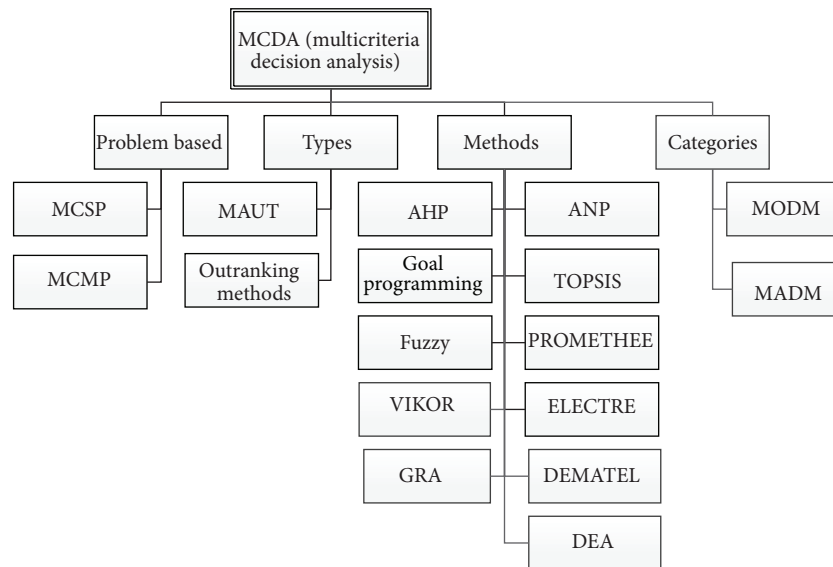 MCDA (multicriteria
decision analysis)
Problem based
Types
Methods
Categories
MCSP
MAUT
AHP
ANP
MODM
MCMP
Outranking
methods
Goal
programming
TOPSIS
MADM
Fuzzy
PROMETHEE
VIKOR
ELECTRE
GRA
DEMATEL
DEA